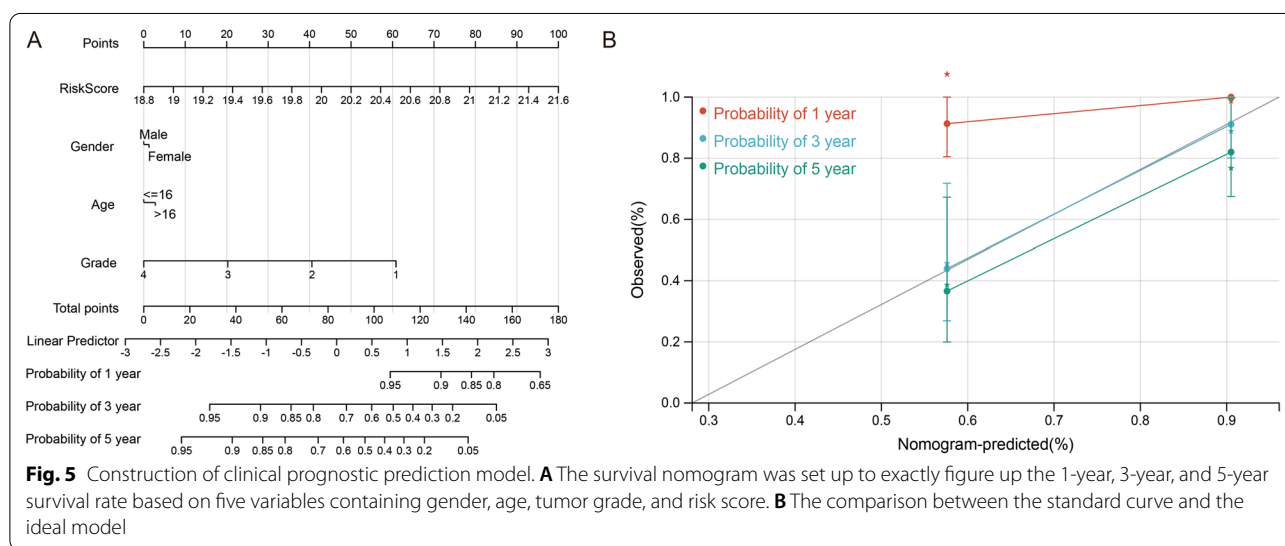 A
Points 0 10 20 30 40 50 60 70 80 90 100
RiskScore
18.8 19 19.2 19.4 19.6 19.8 20 20.2 20.4 20.6 20.8 21 21.2 21.4 21.6
Male
Gender
Female
<=16
Age
>16
Grade
4 3 2 1
Total points
0 20 40 60 80 100 120 140 160 180
Linear Predictor
-3 -2.5 -2 -1.5 -1 -0.5 0 0.5 1 1.5 2 2.5 3
Probability of 1 year
0.95 0.9 0.85 0.8 0.65
Probability of 3 year
0.95 0.9 0.85 0.8 0.7 0.6 0.5 0.4 0.3 0.2 0.05
Probability of 5 year
0.95 0.9 0.85 0.8 0.7 0.6 0.5 0.4 0.3 0.2 0.05
B
Observed(%)
1.0
0.8
0.6
0.4
0.2
0.0
Probability of 1 year
Probability of 3 year
Probability of 5 year
0.3 0.4 0.5 0.6 0.7 0.8 0.9
Nomogram-predicted(%)
Fig. 5 Construction of clinical prognostic prediction model. A The survival nomogram was set up to exactly figure up the 1-year, 3-year, and 5-year
survival rate based on five variables containing gender, age, tumor grade, and risk score. B The comparison between the standard curve and the
ideal model